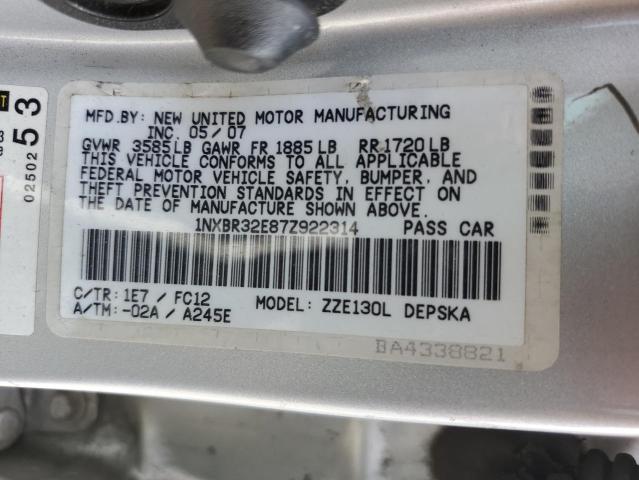 MFD.BY: NEW UNITED MOTOR MANUFACTURING
INC. 05/07
GVWR 3585LB GAWR FR 1885LB RR 1720LB
THIS VEHICLE CONFORMS TO ALL APPLICABLE
FEDERAL MOTOR VEHICLE SAFETY, BUMPER, AND
THEFT PREVENTION STANDARDS IN EFFECT ON
THE DATE OF MANUFACTURE SHOWN ABOVE.
1NXBR32E87Z922314 PASS CAR
C/TR: 1E7 / FC12 MODEL: ZZE130L DEPSKA
A/TM: -02A / A245E
BA4338821
02502
53